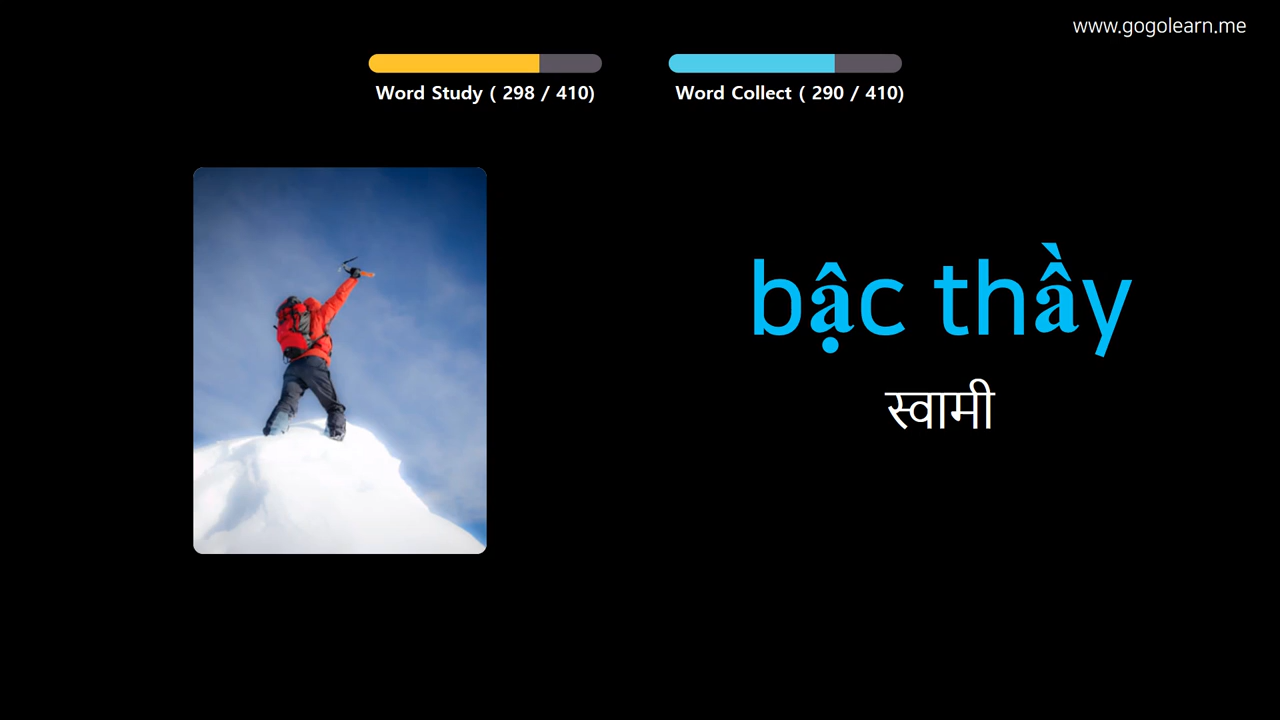 www.gogolearn.me
Word Study ( 298 / 410)
Word Collect ( 290 / 410)
bậc thầy
स्वामी